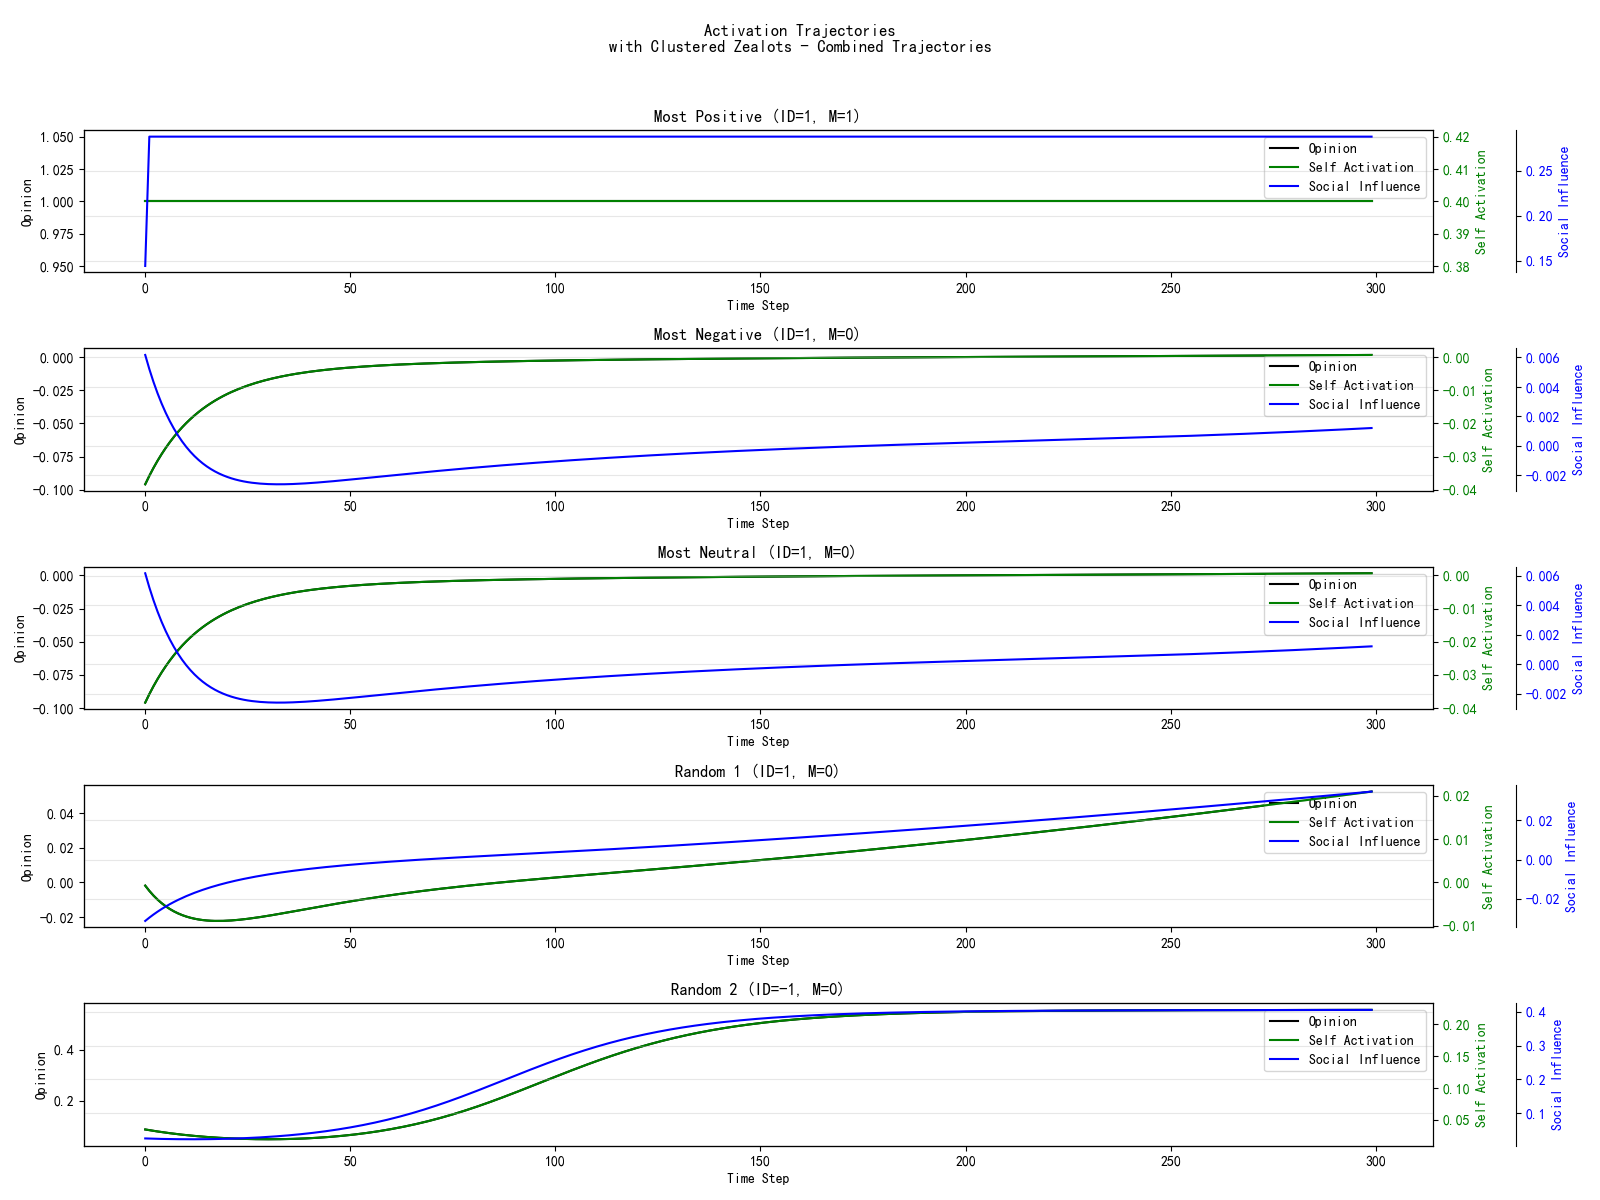 Activation Trajectories
with Clustered Zealots - Combined Trajectories
Most Positive (ID=1, M=1)
1.050
1.025
1.000
0.975
0.950
Opinion
0 50 100 150 200 250 300
Time Step
Opinion
Self Activation
Social Influence
0.42
0.41
0.40
0.39
0.38
Self Activation
0.25
0.20
0.15
Social Influence
Most Negative (ID=1, M=0)
0.000
-0.025
-0.050
-0.075
-0.100
Opinion
0 50 100 150 200 250 300
Time Step
Opinion
Self Activation
Social Influence
0.00
-0.01
-0.02
-0.03
-0.04
Self Activation
0.006
0.004
0.002
0.000
-0.002
Social Influence
Most Neutral (ID=1, M=0)
0.000
-0.025
-0.050
-0.075
-0.100
Opinion
0 50 100 150 200 250 300
Time Step
Opinion
Self Activation
Social Influence
0.00
-0.01
-0.02
-0.03
-0.04
Self Activation
0.006
0.004
0.002
0.000
-0.002
Social Influence
Random 1 (ID=1, M=0)
0.04
0.02
0.00
-0.02
Opinion
0 50 100 150 200 250 300
Time Step
Opinion
Self Activation
Social Influence
0.02
0.01
0.00
-0.01
Self Activation
0.02
0.00
-0.02
Social Influence
Random 2 (ID=-1, M=0)
0.4
0.2
Opinion
0 50 100 150 200 250 300
Time Step
Opinion
Self Activation
Social Influence
0.20
0.15
0.10
0.05
Self Activation
0.4
0.3
0.2
0.1
Social Influence